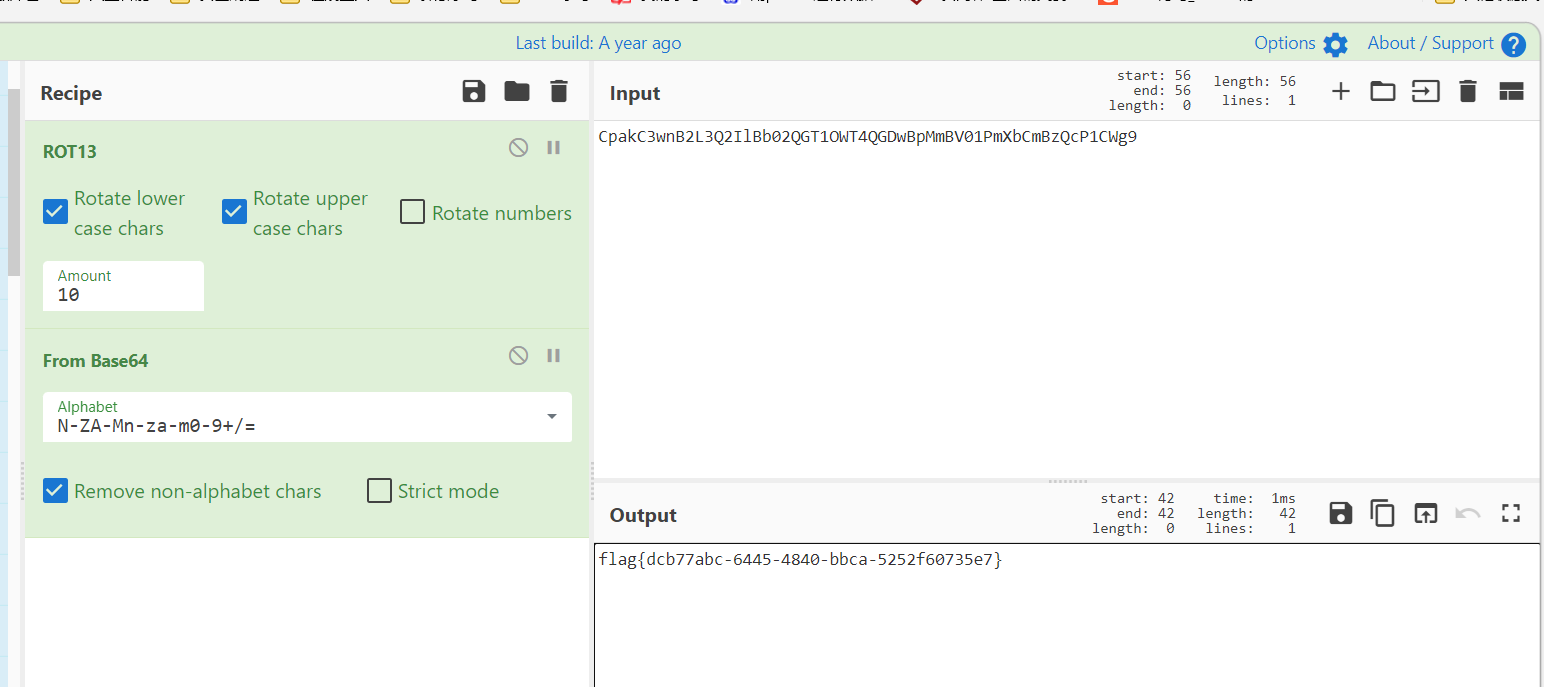 Last build: A year ago
Options
About / Support
Recipe
ROT13
Rotate lower case chars
Rotate upper case chars
Rotate numbers
Amount
10
From Base64
Alphabet
N-ZA-Mn-za-m0-9+/=
Remove non-alphabet chars
Strict mode
Input
start: 56
end: 56
length: 0
length: 56
lines: 1
CpakC3wnB2L3Q2IlBb02QGT1OWT4QGDwBpMmBV01PmXbCmBzQcP1CWg9
Output
start: 42
end: 42
length: 0
time: 1ms
length: 42
lines: 1
flag{dcb77abc-6445-4840-bbca-5252f60735e7}